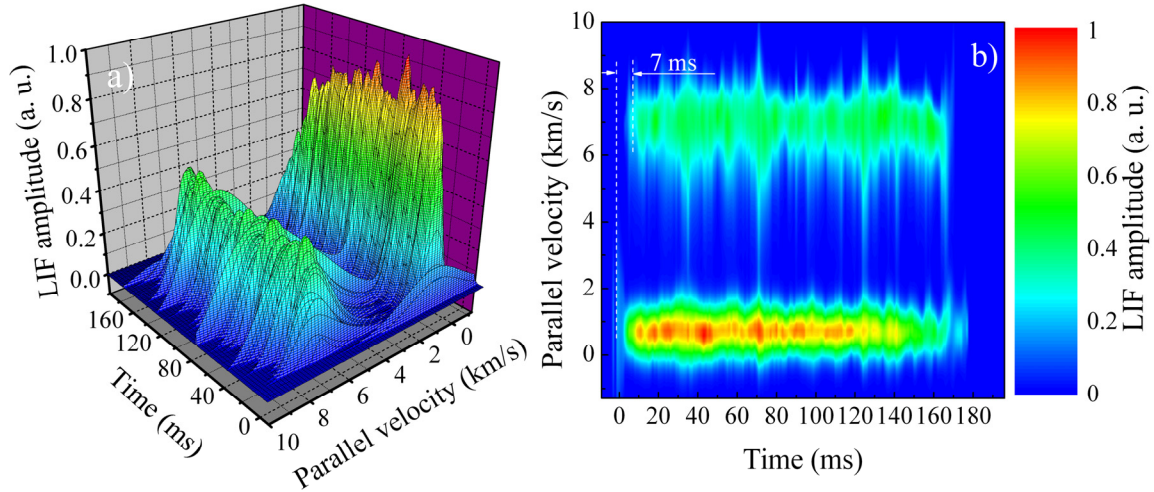 a)
LIF amplitude (a. u.)
1.0
0.8
0.6
0.4
0.2
0.0
160
120
80
40
0
Time (ms)
10
8
6
4
2
0
Parallel velocity (km/s)
b)
7 ms
Parallel velocity (km/s)
10
8
6
4
2
0
0 20 40 60 80 100 120 140 160 180
Time (ms)
1
0.8
0.6
0.4
0.2
0
LIF amplitude (a. u.)